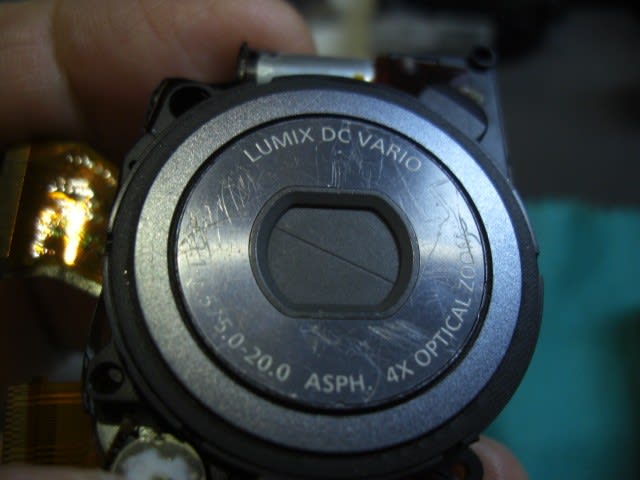 LUMIX DC VARIO
5.0-20.0 ASPH. 4X OPTICAL ZOOM